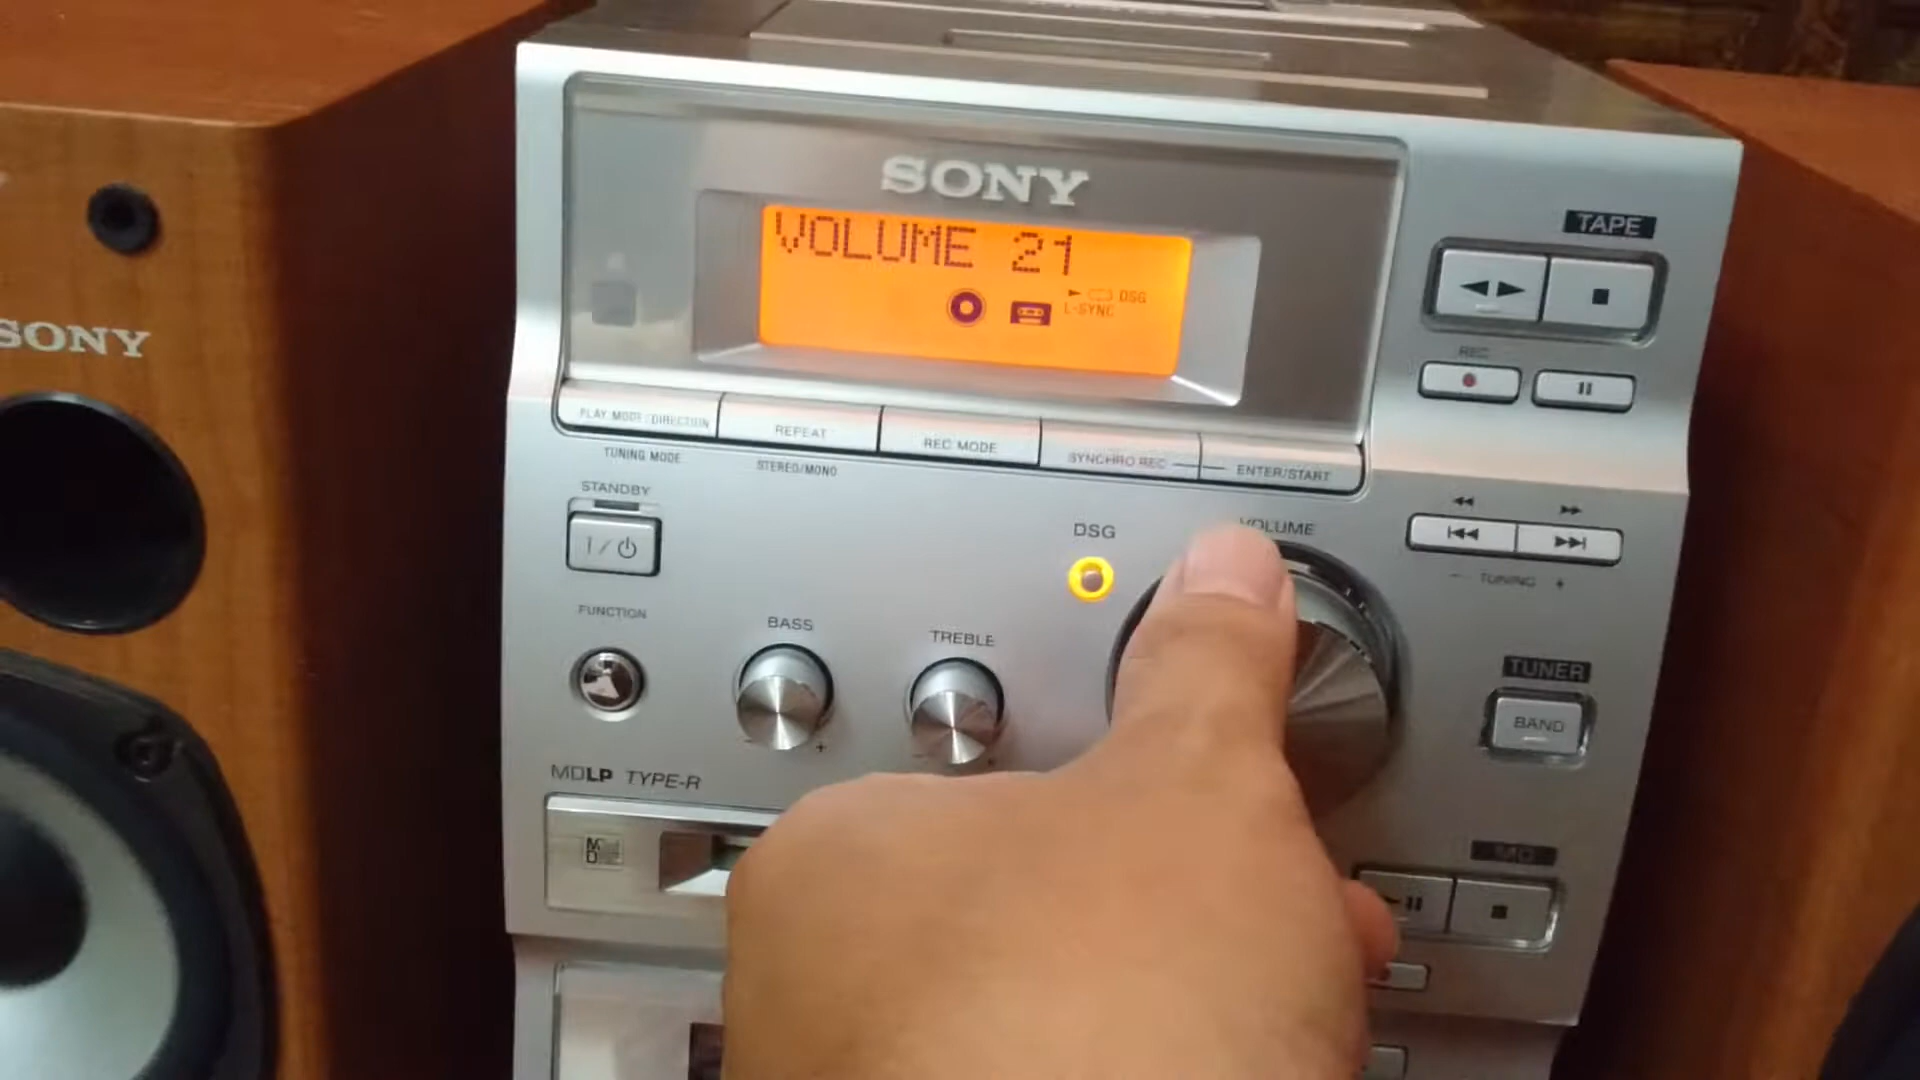 SONY
VOLUME 21
DSG
L-SYNC
TAPE
REC
SONY
PLAY MODE/DIRECTION
REPEAT
REC MODE
SYNCHRO REC
ENTER/START
TUNING MODE
STEREO/MONO
STANDBY
I/⏻
DSG
VOLUME
- TUNING +
FUNCTION
BASS
TREBLE
- +
TUNER
BAND
MDLP TYPE-R
MD
MD